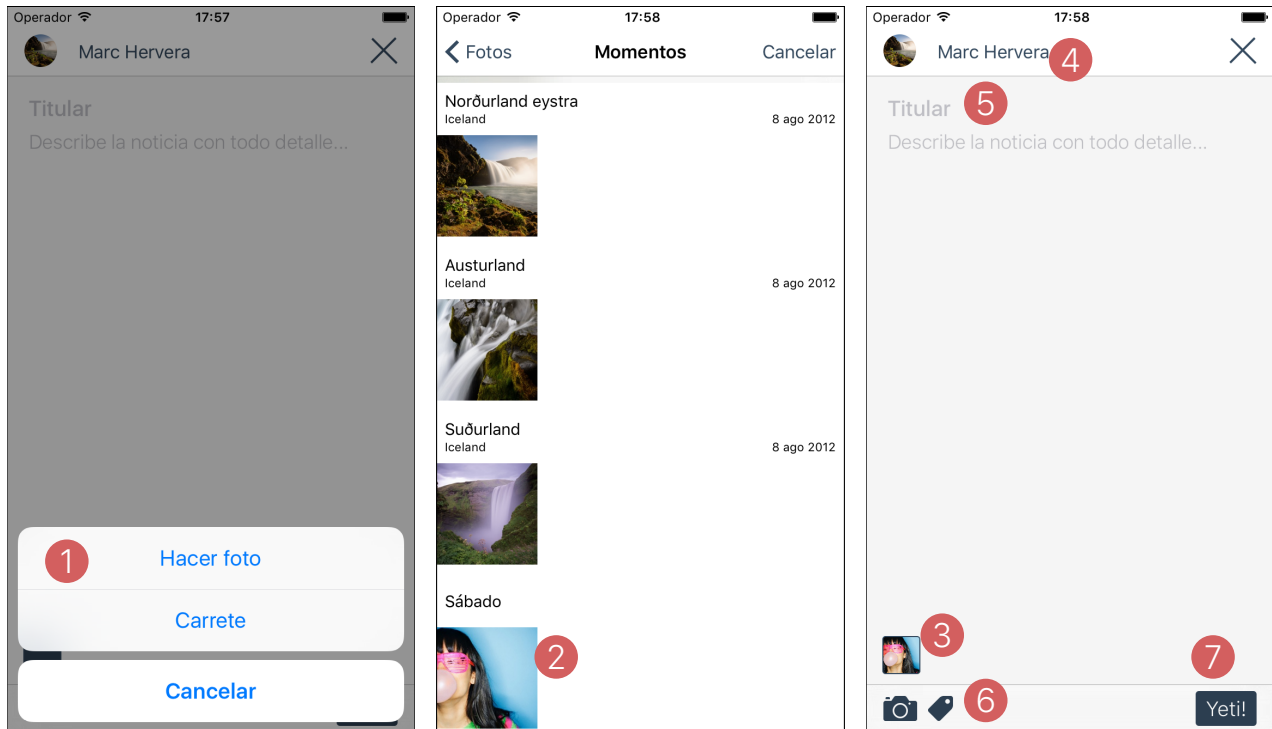 Operador 17:57
Marc Hervera
Titular
Describe la noticia con todo detalle...
1
Hacer foto
Carrete
Cancelar
Operador 17:58
Fotos Momentos Cancelar
Norðurland eystra
Iceland 8 ago 2012
Austurland
Iceland 8 ago 2012
Suðurland
Iceland 8 ago 2012
Sábado
2
Operador 17:58
Marc Hervera 4
Titular 5
Describe la noticia con todo detalle...
3
7
6
Yeti!